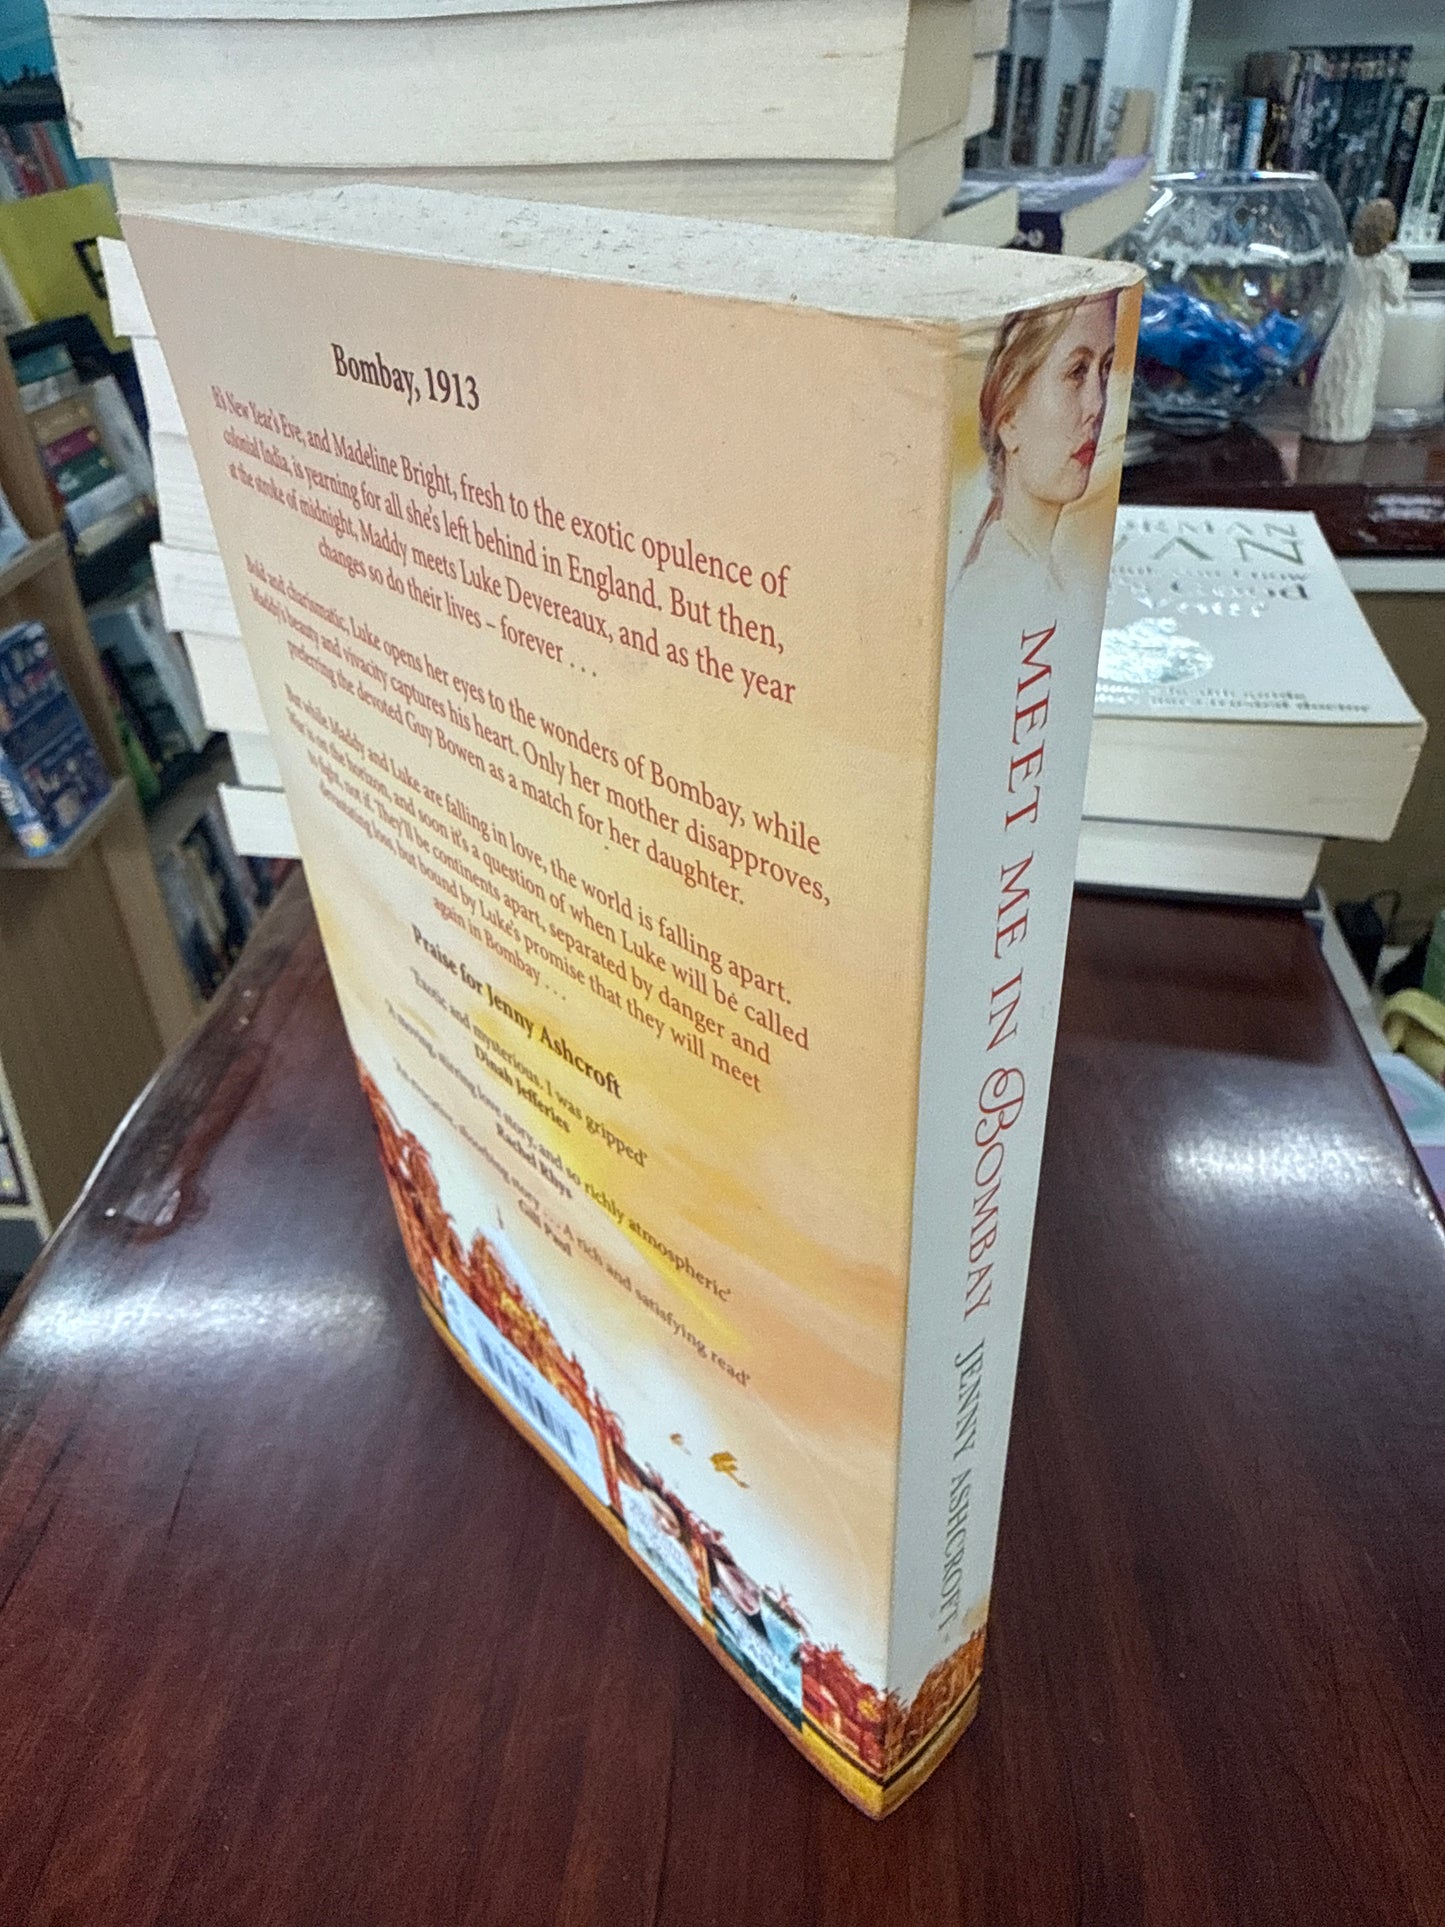 Bombay, 1913
It's New Year's Eve, and Madeline Bright, fresh to the exotic opulence of
colonial India, is yearning for all she's left behind in England. But then,
at the stroke of midnight, Maddy meets Luke Devereaux, and as the year
changes so do their lives – forever . . .
Bold and charismatic, Luke opens her eyes to the wonders of Bombay, while
Maddy's beauty and vivacity captures his heart. Only her mother disapproves,
preferring the devoted Guy Bowen as a match for her daughter.
But while Maddy and Luke are falling in love, the world is falling apart.
War is on the horizon, and soon it's a question of when Luke will be called
to fight, not if. They'll be continents apart, separated by danger and
devastating loss, but bound by Luke's promise that they will meet
again in Bombay . . .
Praise for Jenny Ashcroft
'Exotic and mysterious. I was gripped'
Dinah Jefferies
'A moving, stirring love story, and so richly atmospheric'
Rachel Rhys
'An evocative, absorbing story . . . A rich and satisfying read'
Gill Paul
MEET ME IN BOMBAY JENNY ASHCROFT
Good
You?